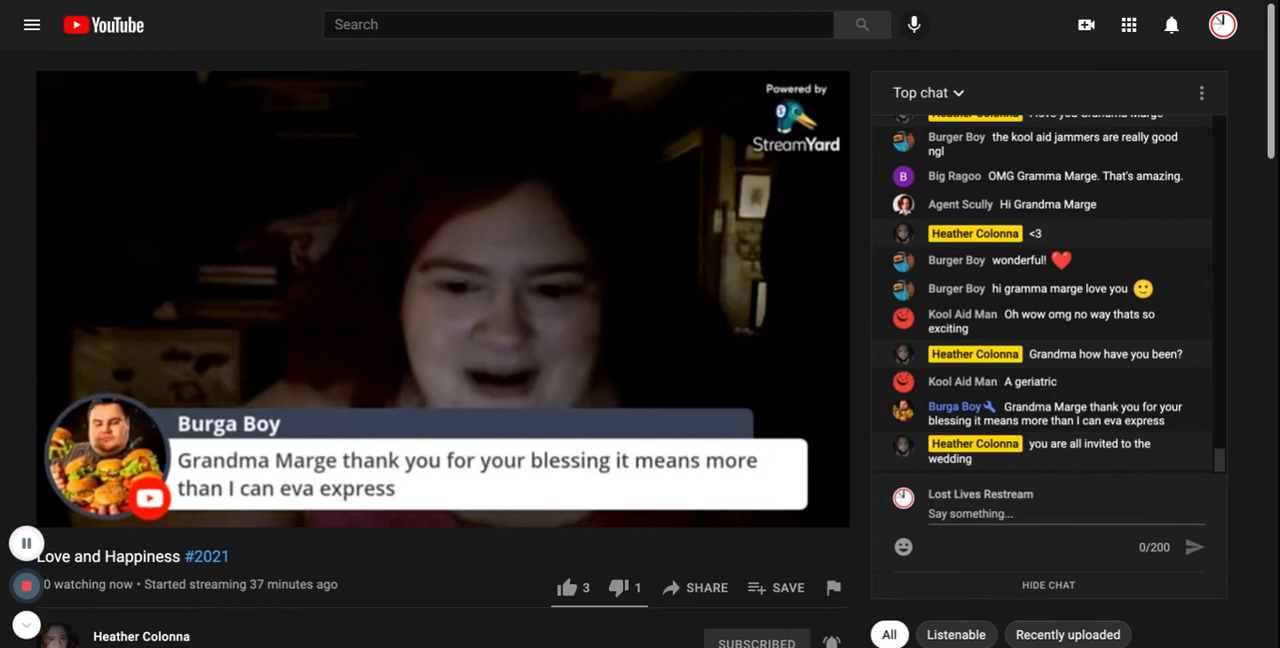 YouTube
Search
Powered by
StreamYard
Burga Boy
Grandma Marge thank you for your blessing it means more
than I can eva express
Love and Happiness #2021
0 watching now • Started streaming 37 minutes ago
3
1
SHARE
SAVE
Heather Colonna
SUBSCRIBED
Top chat
Heather Colonna I love you Grandma Marge
Burger Boy the kool aid jammers are really good
ngl
B
Big Ragoo OMG Gramma Marge. That's amazing.
Agent Scully Hi Grandma Marge
Heather Colonna <3
Burger Boy wonderful! ❤️
Burger Boy hi gramma marge love you 🙂
Kool Aid Man Oh wow omg no way thats so
exciting
Heather Colonna Grandma how have you been?
Kool Aid Man A geriatric
Burga Boy Grandma Marge thank you for your
blessing it means more than I can eva express
Heather Colonna you are all invited to the
wedding
Lost Lives Restream
Say something...
0/200
HIDE CHAT
All
Listenable
Recently uploaded